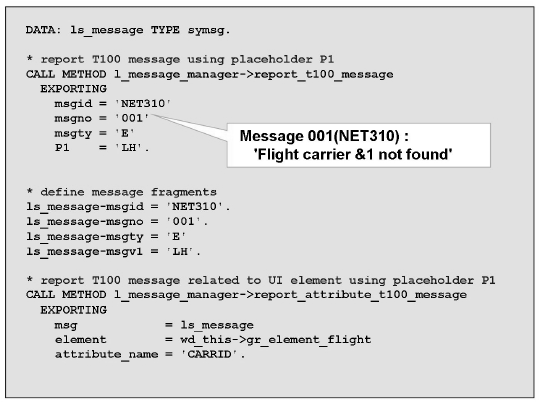 DATA: ls_message TYPE symsg.
* report T100 message using placeholder P1
CALL METHOD l_message_manager->report_t100_message
EXPORTING
msgid = 'NET310'
msgno = '001'
msgty = 'E'
P1 = 'LH'.
Message 001(NET310) :
'Flight carrier &1 not found'
* define message fragments
ls_message-msgid = 'NET310'.
ls_message-msgno = '001'.
ls_message-msgty = 'E'
ls_message-msgv1 = 'LH'.
* report T100 message related to UI element using placeholder P1
CALL METHOD l_message_manager->report_attribute_t100_message
EXPORTING
msg = ls_message
element = wd_this->gr_element_flight
attribute_name = 'CARRID'.